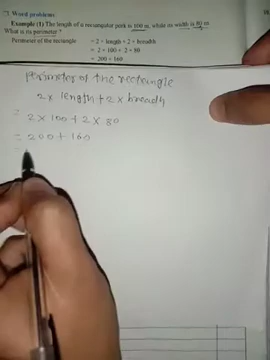 7. Word problems
Example (1) The length of a rectangular park is 100 m, while its width is 80 m
What is its perimeter ?
Perimeter of the rectangle = 2 × length + 2 × breadth
= 2 × 100 + 2 × 80
= 200 + 160
Perimeter of the rectangle
2 × length + 2 × breadth
=
2 × 100 + 2 × 80
= 200 + 160
=